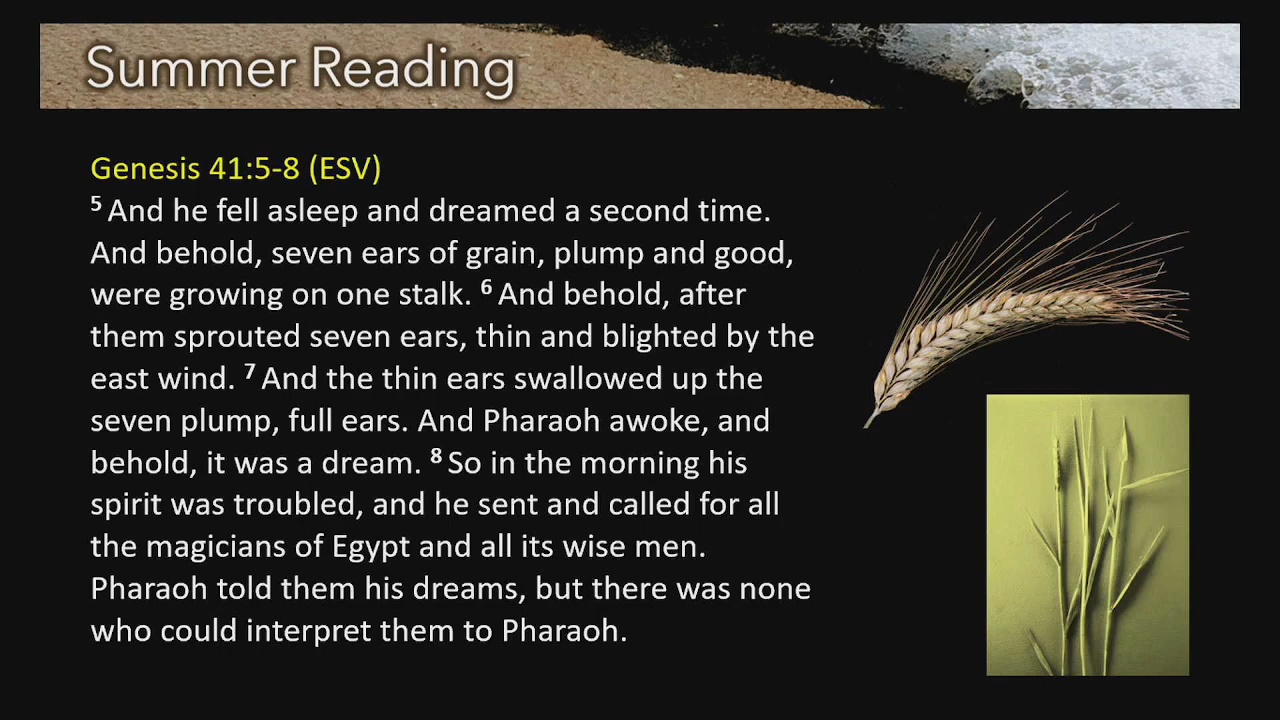 Summer Reading
Genesis 41:5-8 (ESV)
5 And he fell asleep and dreamed a second time.
And behold, seven ears of grain, plump and good,
were growing on one stalk. 6 And behold, after
them sprouted seven ears, thin and blighted by the
east wind. 7 And the thin ears swallowed up the
seven plump, full ears. And Pharaoh awoke, and
behold, it was a dream. 8 So in the morning his
spirit was troubled, and he sent and called for all
the magicians of Egypt and all its wise men.
Pharaoh told them his dreams, but there was none
who could interpret them to Pharaoh.